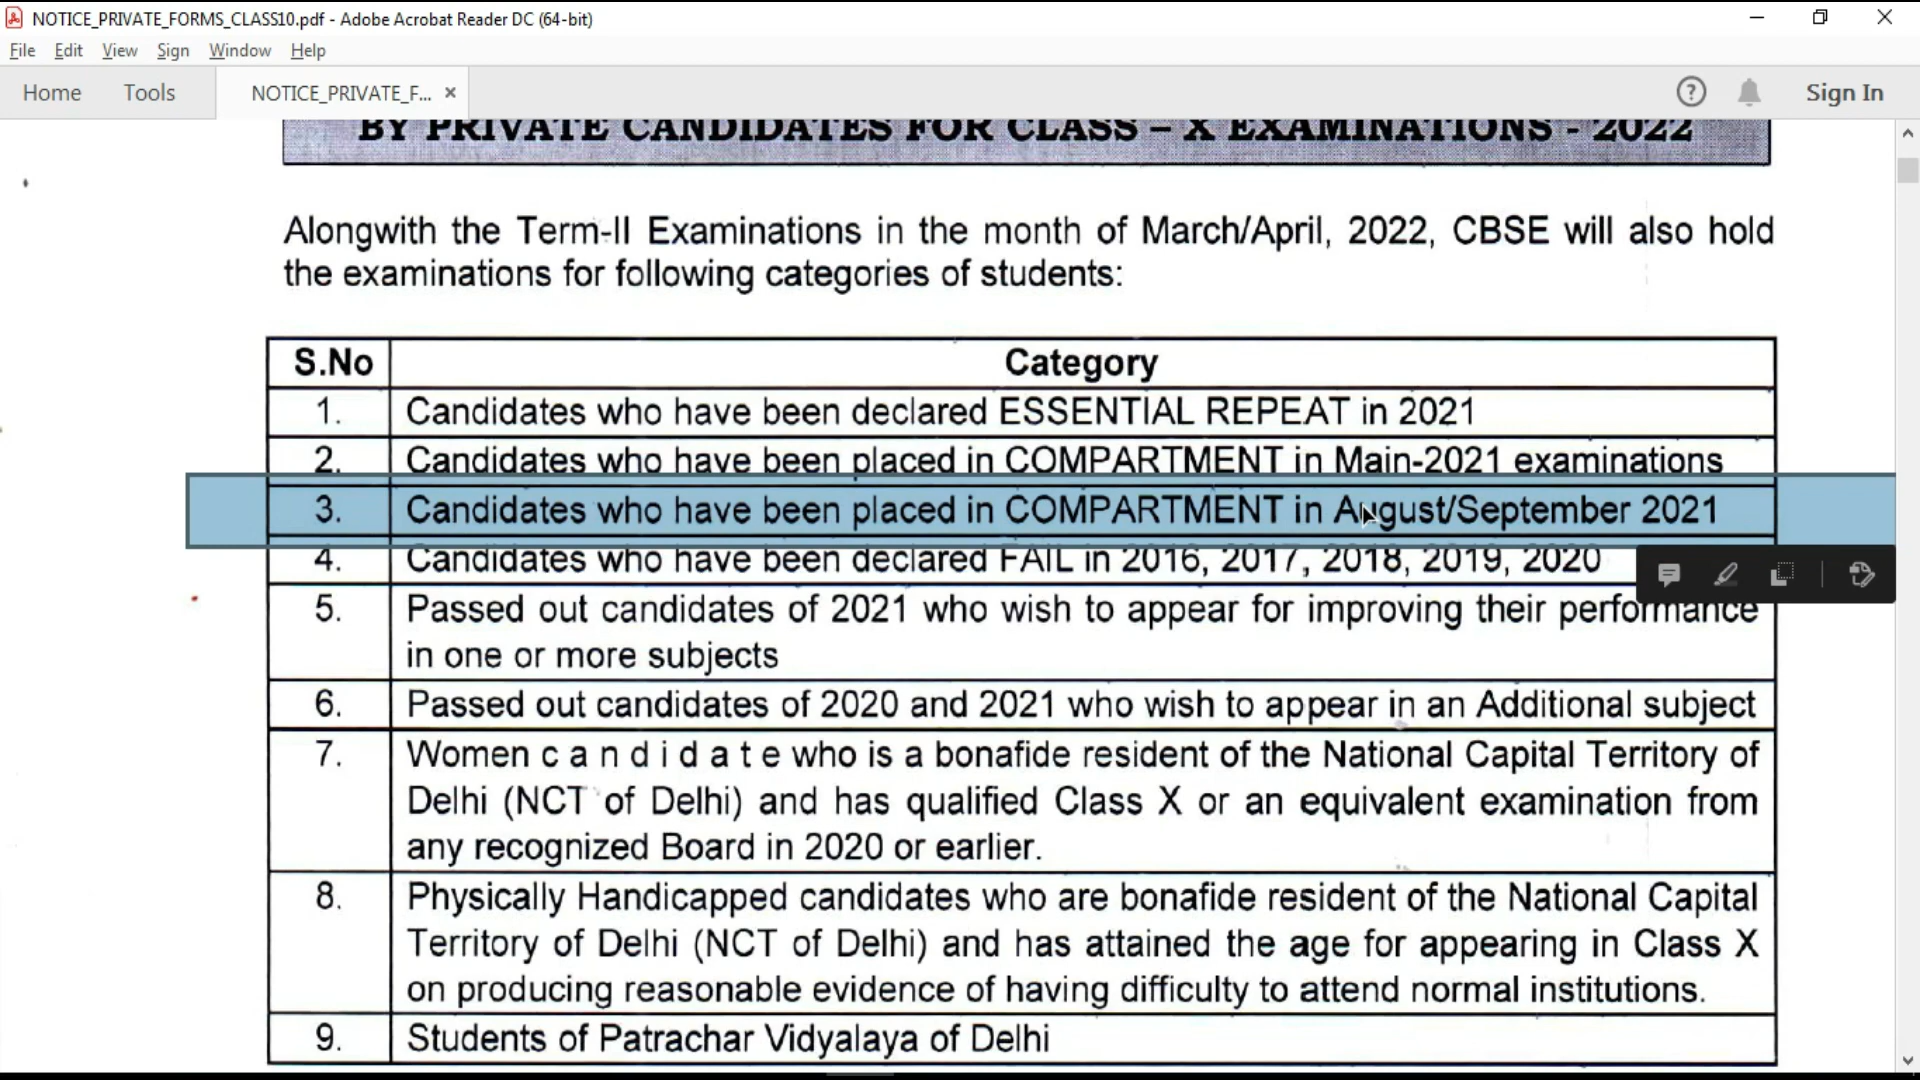 NOTICE_PRIVATE_FORMS_CLASS10.pdf - Adobe Acrobat Reader DC (64-bit)
File Edit View Sign Window Help
Home Tools NOTICE_PRIVATE_F... × Sign In
BY PRIVATE CANDIDATES FOR CLASS – X EXAMINATIONS - 2022
Alongwith the Term-II Examinations in the month of March/April, 2022, CBSE will also hold
the examinations for following categories of students:
S.No Category
1. Candidates who have been declared ESSENTIAL REPEAT in 2021
2. Candidates who have been placed in COMPARTMENT in Main-2021 examinations
3. Candidates who have been placed in COMPARTMENT in August/September 2021
4. Candidates who have been declared FAIL in 2016, 2017, 2018, 2019, 2020
5. Passed out candidates of 2021 who wish to appear for improving their performance
in one or more subjects
6. Passed out candidates of 2020 and 2021 who wish to appear in an Additional subject
7. Women c a n d i d a t e who is a bonafide resident of the National Capital Territory of
Delhi (NCT of Delhi) and has qualified Class X or an equivalent examination from
any recognized Board in 2020 or earlier.
8. Physically Handicapped candidates who are bonafide resident of the National Capital
Territory of Delhi (NCT of Delhi) and has attained the age for appearing in Class X
on producing reasonable evidence of having difficulty to attend normal institutions.
9. Students of Patrachar Vidyalaya of Delhi